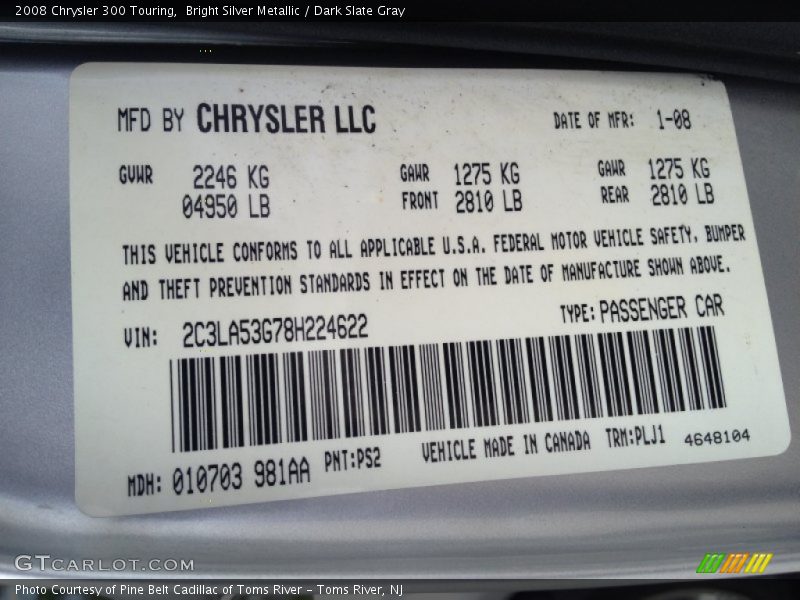 2008 Chrysler 300 Touring,  Bright Silver Metallic / Dark Slate Gray
MFD BY CHRYSLER LLC DATE OF MFR: 1-08
GVWR 2246 KG GAWR 1275 KG GAWR 1275 KG
04950 LB FRONT 2810 LB REAR 2810 LB
THIS VEHICLE CONFORMS TO ALL APPLICABLE U.S.A. FEDERAL MOTOR VEHICLE SAFETY, BUMPER
AND THEFT PREVENTION STANDARDS IN EFFECT ON THE DATE OF MANUFACTURE SHOWN ABOVE.
VIN: 2C3LA53G78H224622 TYPE: PASSENGER CAR
MDH: 010703 981AA PNT:PS2 VEHICLE MADE IN CANADA TRM:PLJ1 4648104
GTCARLOT.COM
Photo Courtesy of Pine Belt Cadillac of Toms River – Toms River, NJ